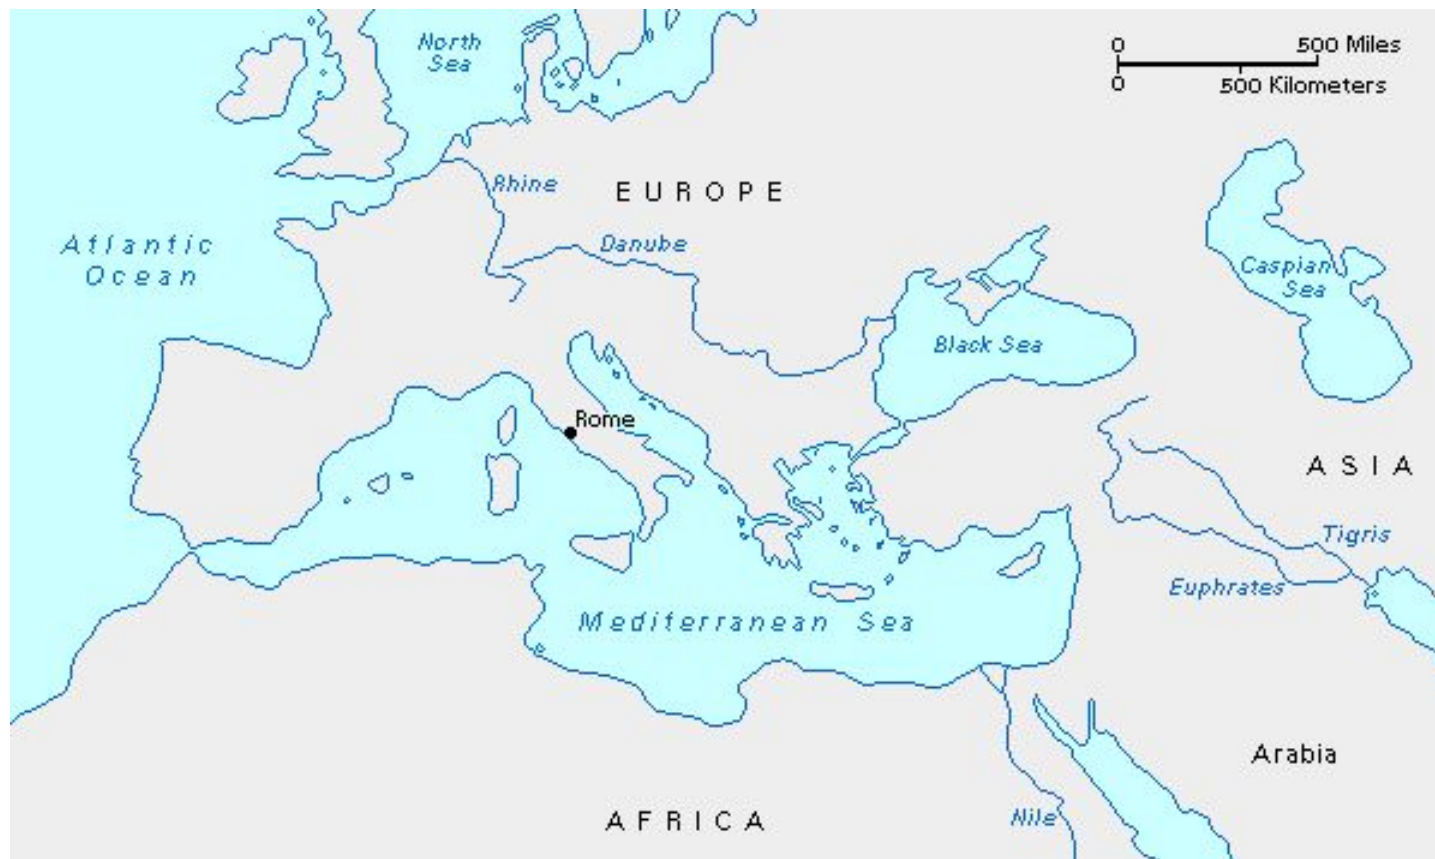 North
Sea
0 500 Miles
0 500 Kilometers
Rhine
EUROPE
Atlantic
Ocean
Danube
Caspian
Sea
Black Sea
Rome
ASIA
Tigris
Euphrates
Mediterranean Sea
Arabia
AFRICA
Nile